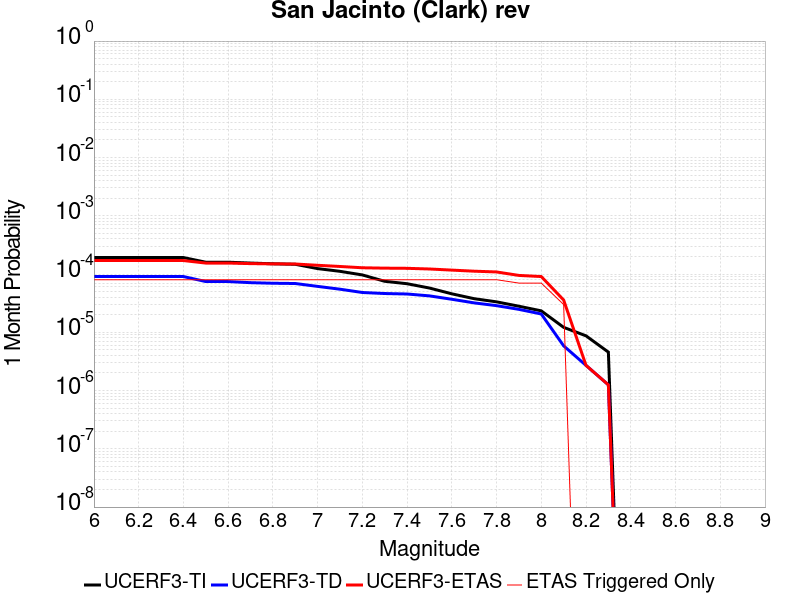 San Jacinto (Clark) rev
10^0
10^-1
10^-2
10^-3
10^-4
10^-5
10^-6
10^-7
10^-8
1 Month Probability
6 6.2 6.4 6.6 6.8 7 7.2 7.4 7.6 7.8 8 8.2 8.4 8.6 8.8 9
Magnitude
UCERF3-TI UCERF3-TD UCERF3-ETAS ETAS Triggered Only